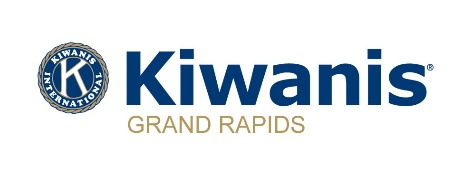 KIWANIS
INTERNATIONAL
K
Kiwanis®
GRAND RAPIDS